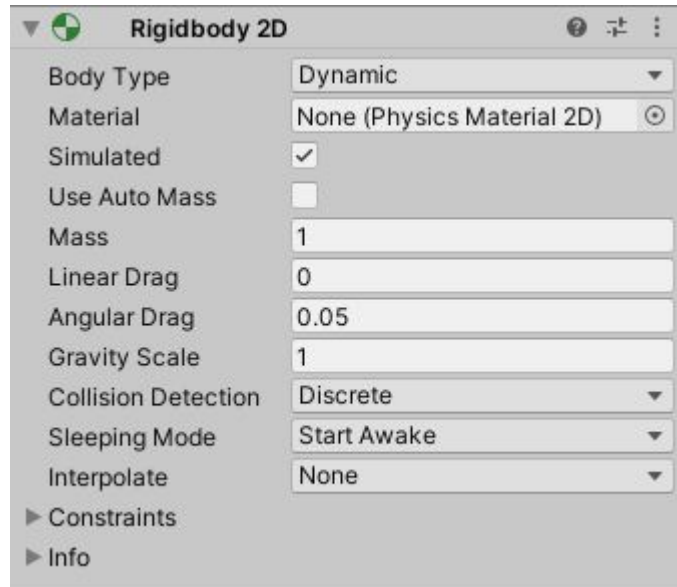 Rigidbody 2D
Body Type Dynamic
Material None (Physics Material 2D)
Simulated
Use Auto Mass
Mass 1
Linear Drag 0
Angular Drag 0.05
Gravity Scale 1
Collision Detection Discrete
Sleeping Mode Start Awake
Interpolate None
Constraints
Info